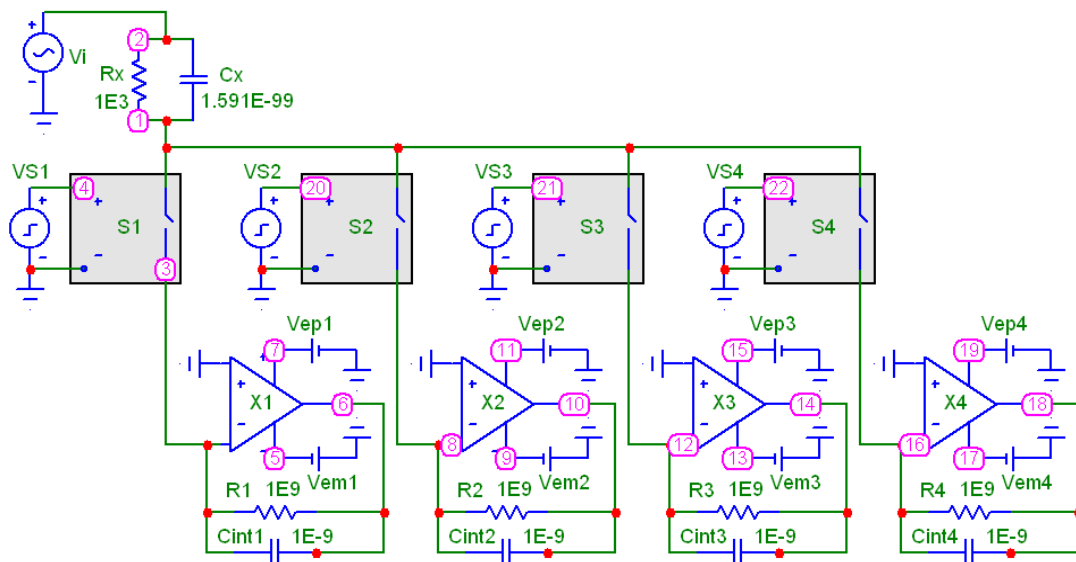 2
Vi
Rx
Cx
1E3
1.591E-99
1
VS1
VS2
VS3
VS4
4
20
21
22
S1
S2
S3
S4
3
Vep1
Vep2
Vep3
Vep4
7
11
15
19
X1
X2
X3
X4
6
10
14
18
8
12
16
5
9
13
17
Vem1
Vem2
Vem3
Vem4
R1 1E9
R2 1E9
R3 1E9
R4 1E9
Cint1 1E-9
Cint2 1E-9
Cint3 1E-9
Cint4 1E-9